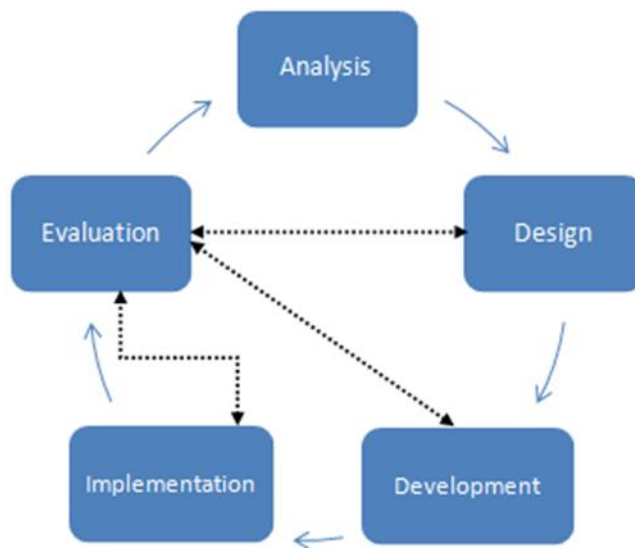 Analysis
Evaluation
Design
Implementation
Development